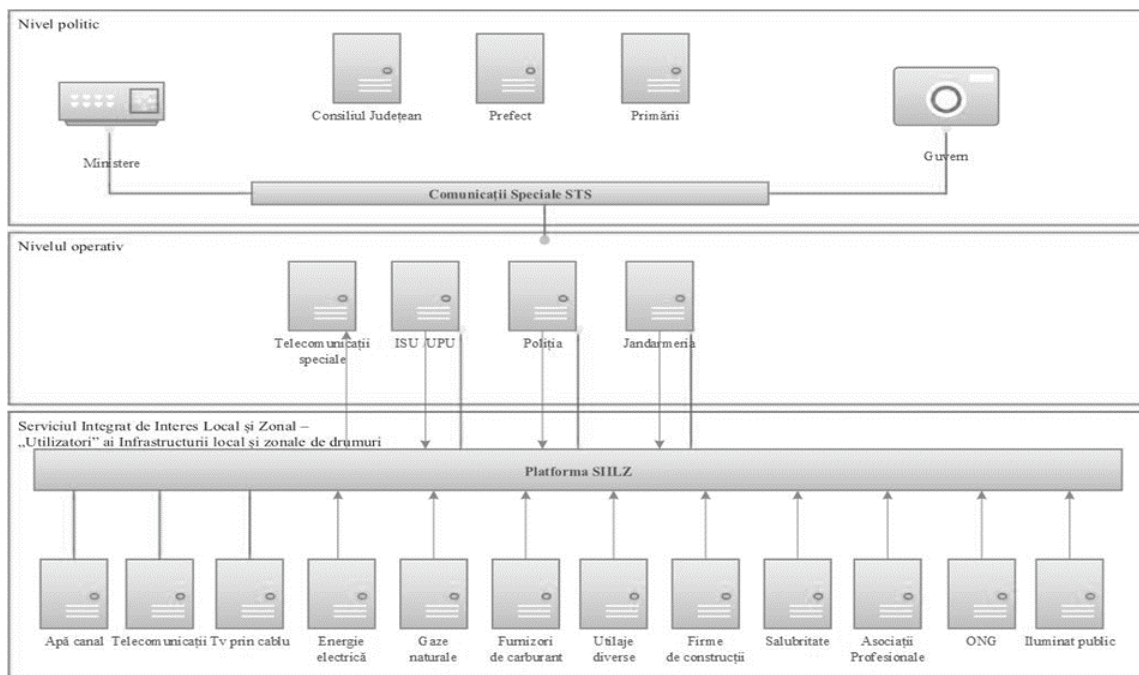 Nivel politic
Consiliul Județean
Prefect
Primării
Ministere
Guvern
Comunicații Speciale STS
Nivelul operativ
Telecomunicații
speciale
ISU /UPU
Poliția
Jandarmeria
Serviciul Integrat de Interes Local și Zonal –
„Utilizatori” ai Infrastructurii local și zonale de drumuri
Platforma SIILZ
Apă canal
Telecomunicații
Tv prin cablu
Energie
electrică
Gaze
naturale
Furnizori
de carburant
Utilaje
diverse
Firme
de construcții
Salubritate
Asociații
Profesionale
ONG
Iluminat public